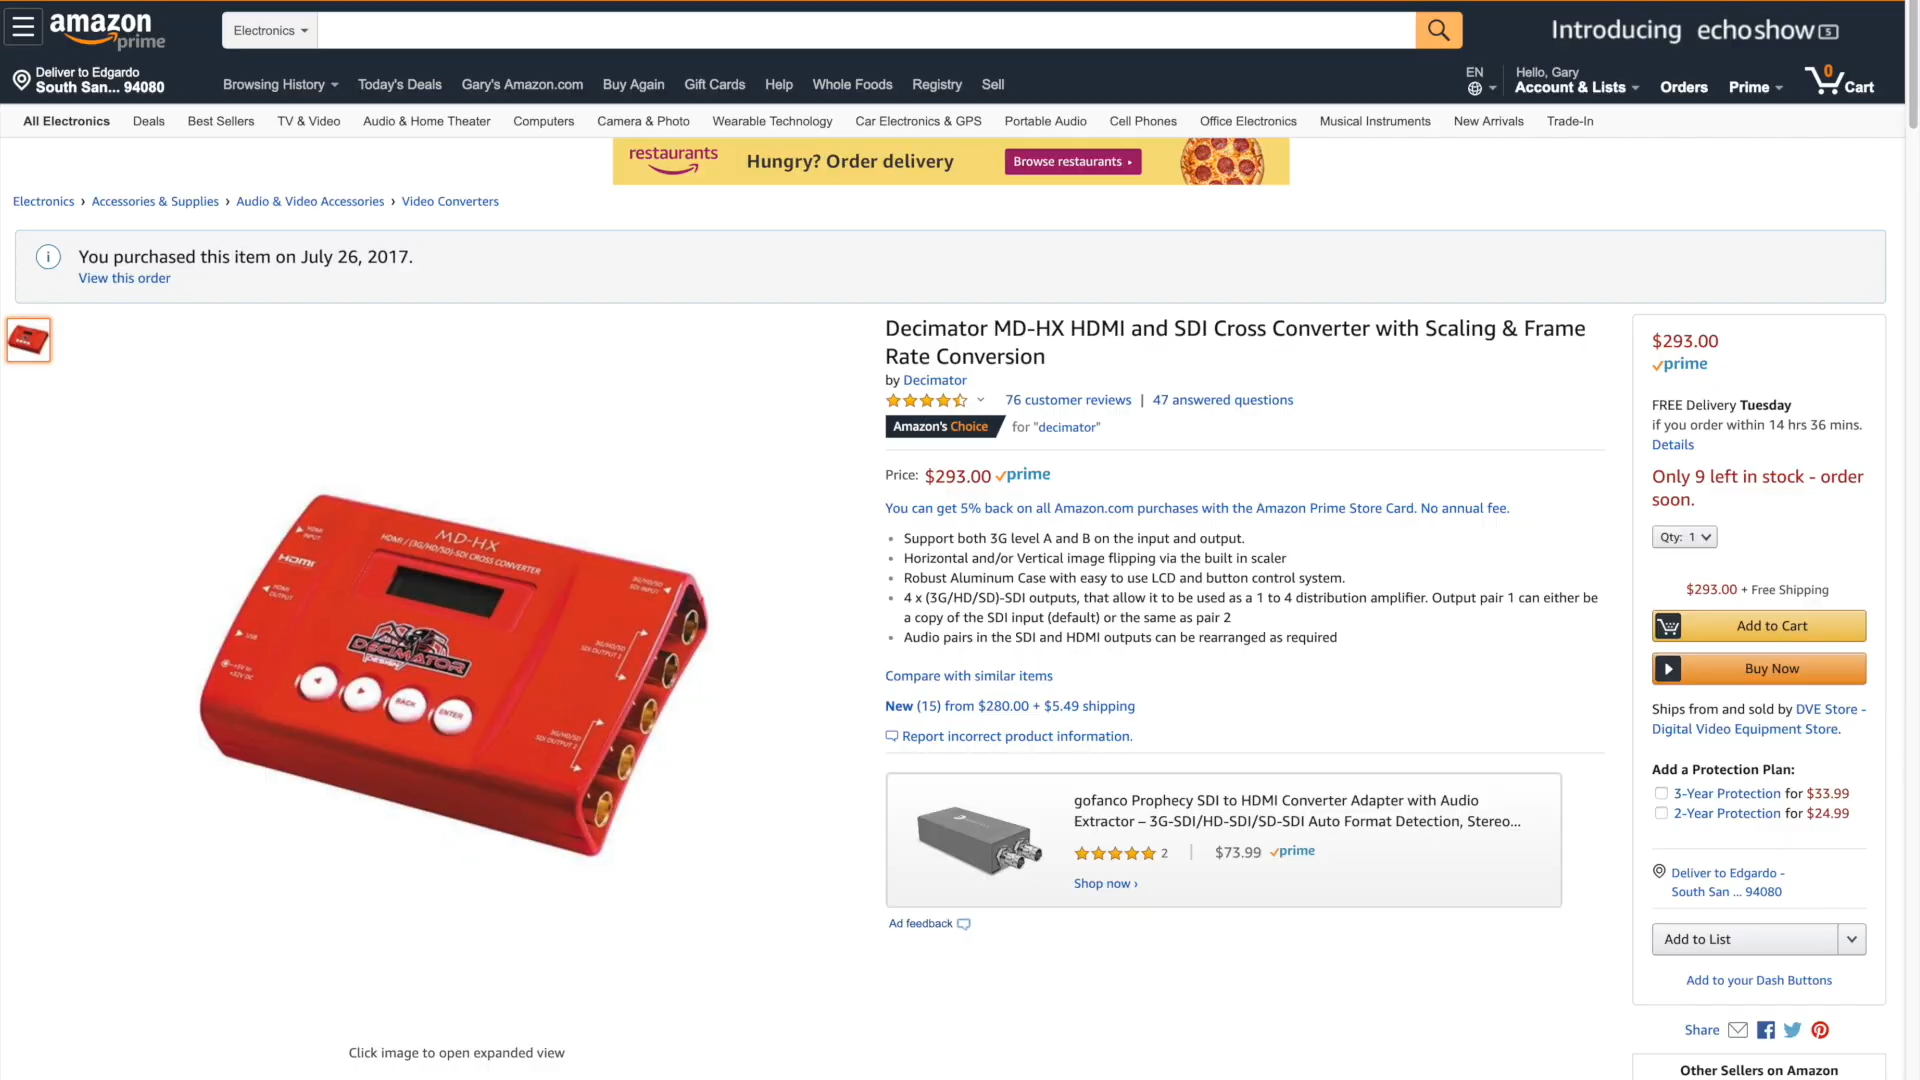 amazon
prime
Electronics
Introducing echo show 5
Deliver to Edgardo
South San... 94080
Browsing History
Today's Deals
Gary's Amazon.com
Buy Again
Gift Cards
Help
Whole Foods
Registry
Sell
EN
Hello, Gary
Account & Lists
Orders
Prime
0
Cart
All Electronics
Deals
Best Sellers
TV & Video
Audio & Home Theater
Computers
Camera & Photo
Wearable Technology
Car Electronics & GPS
Portable Audio
Cell Phones
Office Electronics
Musical Instruments
New Arrivals
Trade-In
restaurants
Hungry? Order delivery
Browse restaurants ▸
Electronics › Accessories & Supplies › Audio & Video Accessories › Video Converters
You purchased this item on July 26, 2017.
View this order
MD-HX
HDMI / (3G/HD/SD)-SDI CROSS CONVERTER
HDMI INPUT
HDMI
HDMI OUTPUT
USB
3G/HD/SD
SDI INPUT
3G/HD/SD
SDI OUTPUT 1
3G/HD/SD
SDI OUTPUT 2
DECIMATOR
DESIGN
BACK
ENTER
+5V to
+32V DC
Click image to open expanded view
Decimator MD-HX HDMI and SDI Cross Converter with Scaling & Frame
Rate Conversion
by Decimator
76 customer reviews | 47 answered questions
Amazon's Choice for "decimator"
Price: $293.00 prime
You can get 5% back on all Amazon.com purchases with the Amazon Prime Store Card. No annual fee.
Support both 3G level A and B on the input and output.
Horizontal and/or Vertical image flipping via the built in scaler
Robust Aluminum Case with easy to use LCD and button control system.
4 x (3G/HD/SD)-SDI outputs, that allow it to be used as a 1 to 4 distribution amplifier. Output pair 1 can either be
a copy of the SDI input (default) or the same as pair 2
Audio pairs in the SDI and HDMI outputs can be rearranged as required
Compare with similar items
New (15) from $280.00 + $5.49 shipping
Report incorrect product information.
gofanco Prophecy SDI to HDMI Converter Adapter with Audio
Extractor – 3G-SDI/HD-SDI/SD-SDI Auto Format Detection, Stereo...
2 | $73.99 prime
Shop now ›
Ad feedback
$293.00
prime
FREE Delivery Tuesday
if you order within 14 hrs 36 mins.
Details
Only 9 left in stock - order
soon.
Qty: 1
$293.00 + Free Shipping
Add to Cart
Buy Now
Ships from and sold by DVE Store -
Digital Video Equipment Store.
Add a Protection Plan:
3-Year Protection for $33.99
2-Year Protection for $24.99
Deliver to Edgardo -
South San ... 94080
Add to List
Add to your Dash Buttons
Share
Other Sellers on Amazon